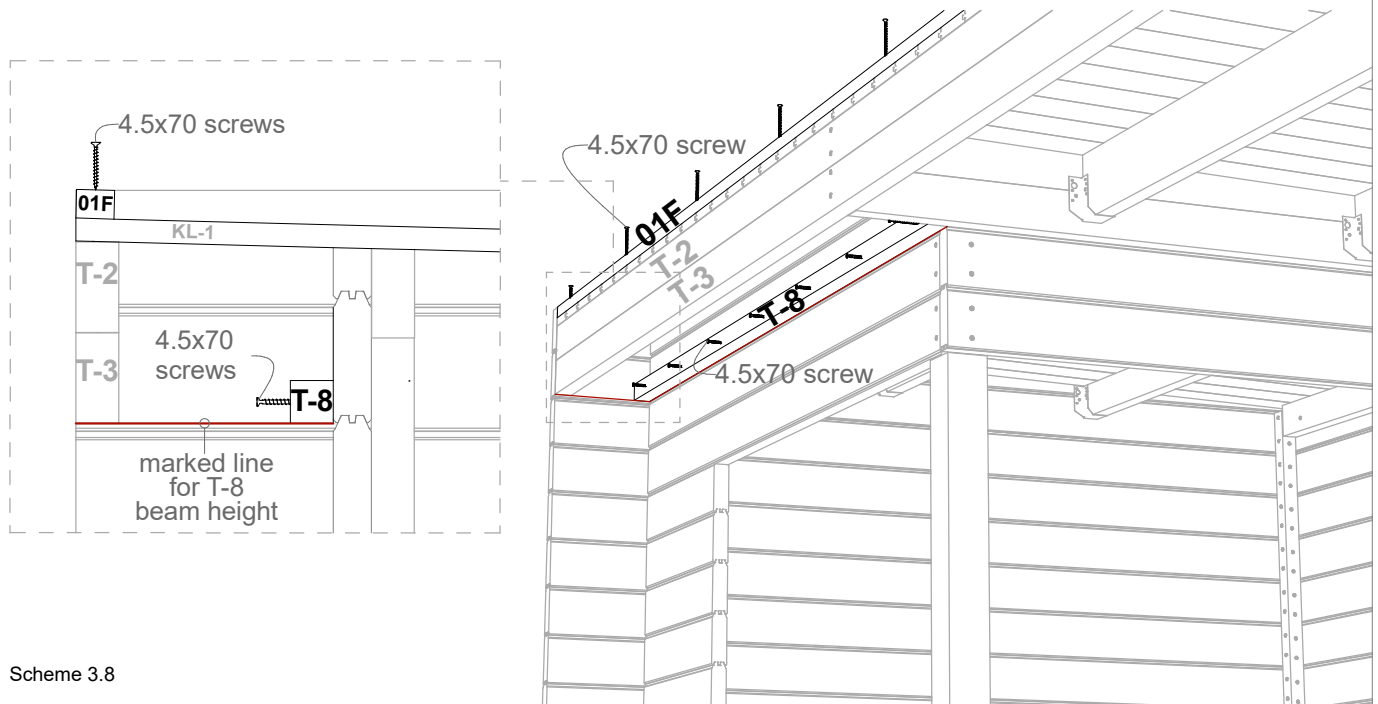 4.5x70 screws
01F
KL-1
T-2
T-3
4.5x70
screws
T-8
marked line
for T-8
beam height
4.5x70 screw
01F
T-2
T-3
T-8
4.5x70 screw
Scheme 3.8